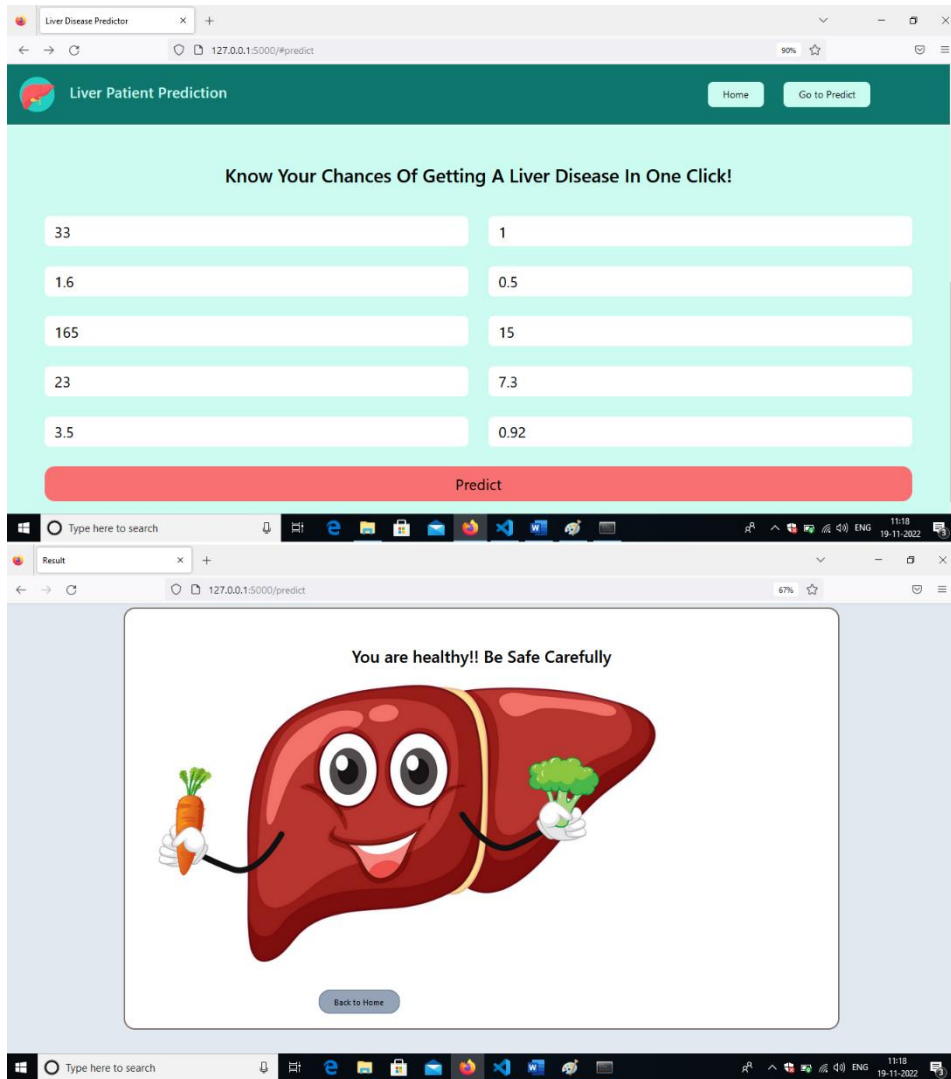 Liver Disease Predictor
127.0.0.1:5000/#predict 90%
Liver Patient Prediction Home Go to Predict
Know Your Chances Of Getting A Liver Disease In One Click!
33 1
1.6 0.5
165 15
23 7.3
3.5 0.92
Predict
Type here to search ENG 11:18
19-11-2022 3
Result
127.0.0.1:5000/predict 67%
You are healthy!! Be Safe Carefully
Back to Home
Type here to search ENG 11:18
19-11-2022 3